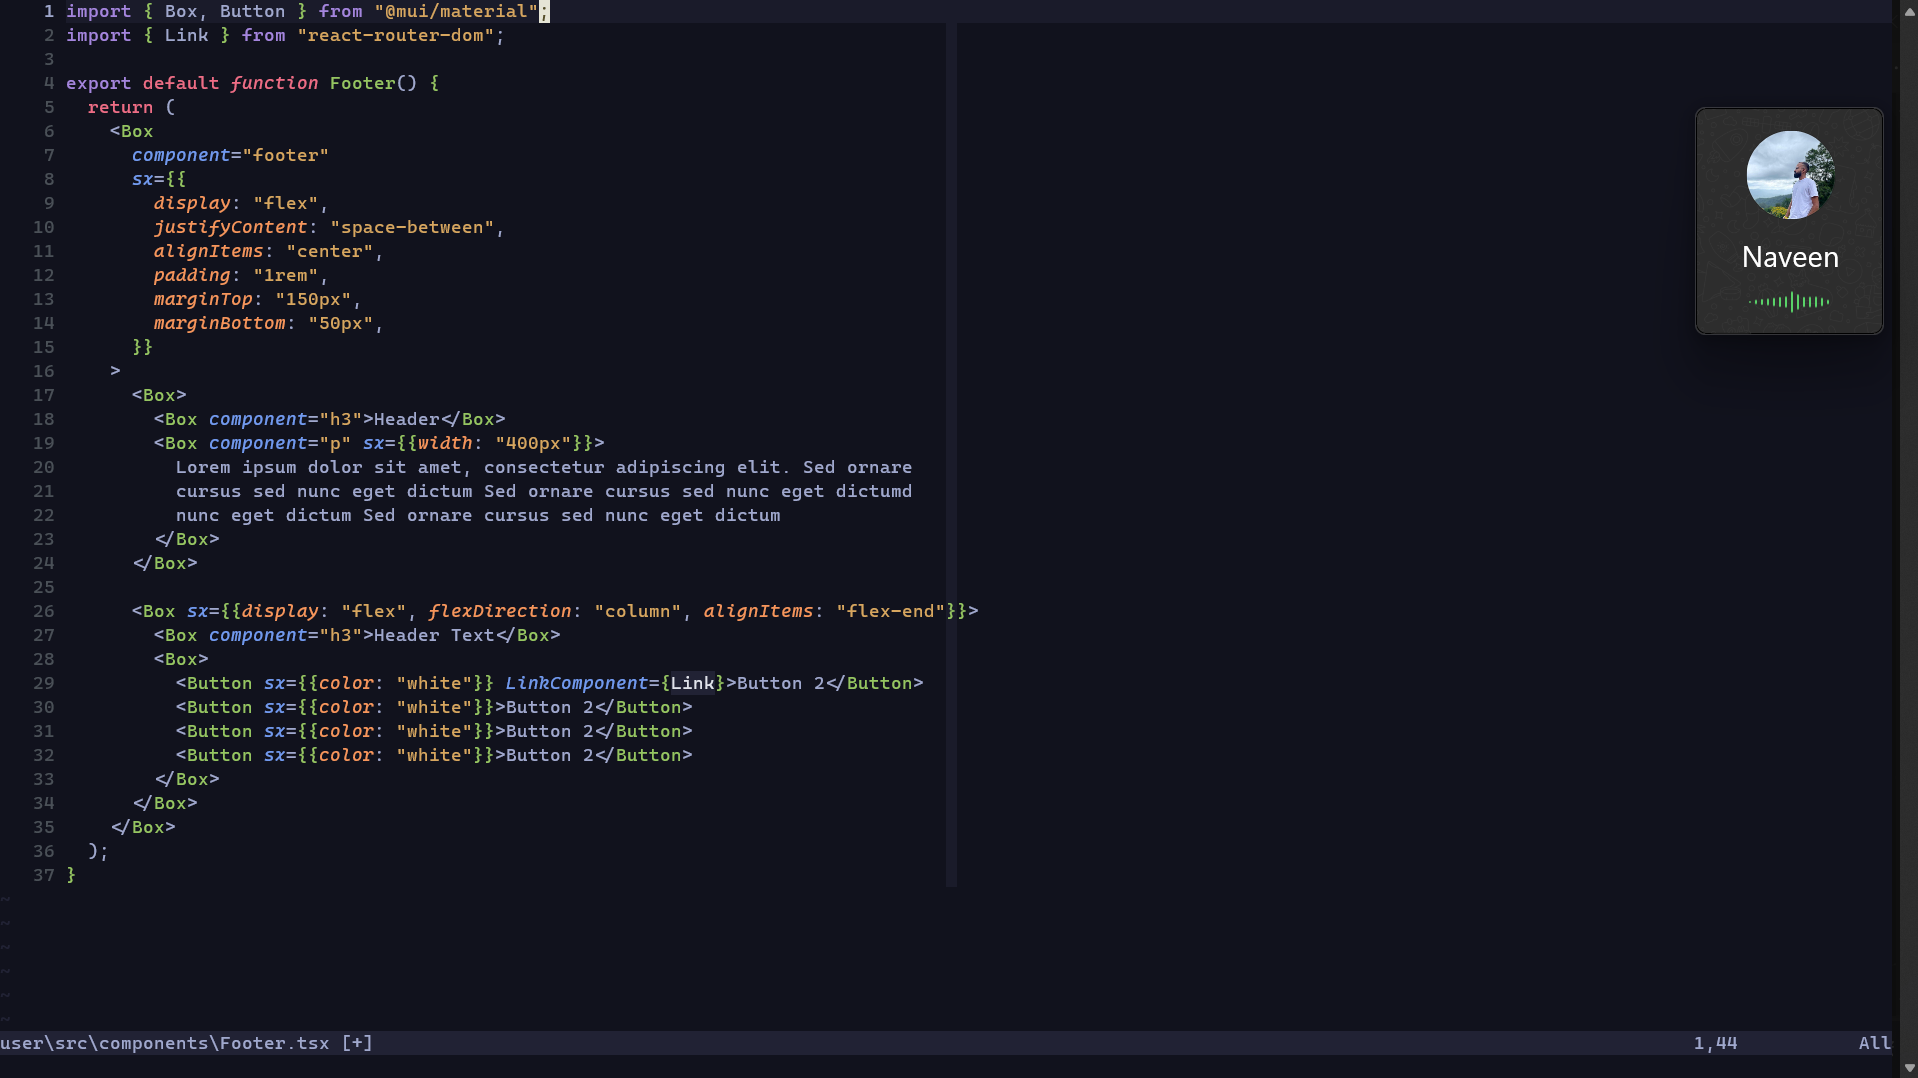 1 import { Box, Button } from "@mui/material";
2 import { Link } from "react-router-dom";
3
4 export default function Footer() {
5   return (
6     <Box
7       component="footer"
8       sx={{
9         display: "flex",
10         justifyContent: "space-between",
11         alignItems: "center",
12         padding: "1rem",
13         marginTop: "150px",
14         marginBottom: "50px",
15       }}
16     >
17       <Box>
18         <Box component="h3">Header</Box>
19         <Box component="p" sx={{width: "400px"}}>
20           Lorem ipsum dolor sit amet, consectetur adipiscing elit. Sed ornare
21           cursus sed nunc eget dictum Sed ornare cursus sed nunc eget dictumd
22           nunc eget dictum Sed ornare cursus sed nunc eget dictum
23         </Box>
24       </Box>
25
26       <Box sx={{display: "flex", flexDirection: "column", alignItems: "flex-end"}}>
27         <Box component="h3">Header Text</Box>
28         <Box>
29           <Button sx={{color: "white"}} LinkComponent={Link}>Button 2</Button>
30           <Button sx={{color: "white"}}>Button 2</Button>
31           <Button sx={{color: "white"}}>Button 2</Button>
32           <Button sx={{color: "white"}}>Button 2</Button>
33         </Box>
34       </Box>
35     </Box>
36   );
37 }
~
~
~
~
~
~
user\src\components\Footer.tsx [+] 1,44 All
Naveen